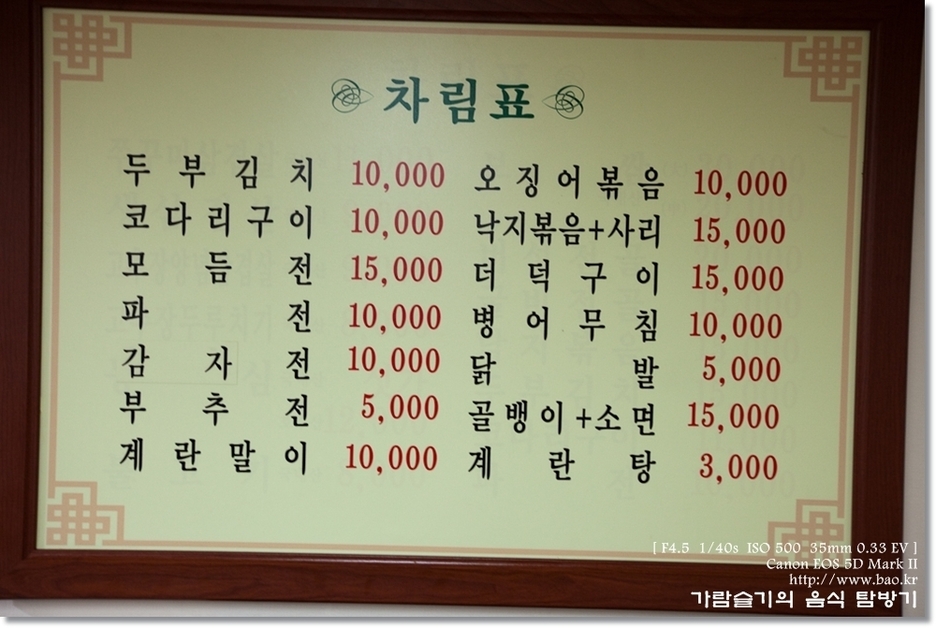 차림표
두부김치 10,000
코다리구이 10,000
모듬전 15,000
파전 10,000
감자전 10,000
부추전 5,000
계란말이 10,000
오징어볶음 10,000
낙지볶음+사리 15,000
더덕구이 15,000
병어무침 10,000
닭발 5,000
골뱅이+소면 15,000
계란탕 3,000
[ F4.5 1/40s ISO 500 35mm 0.33 EV ]
Canon EOS 5D Mark II
http://www.bao.kr
가람슬기의 음식 탐방기